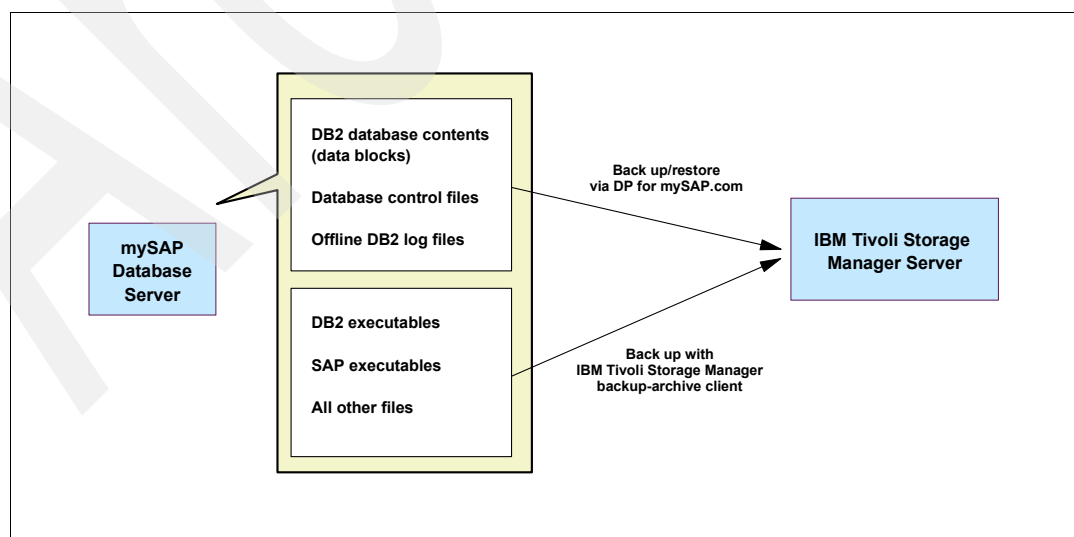 mySAP
Database
Server
DB2 database contents
(data blocks)
Database control files
Offline DB2 log files
DB2 executables
SAP executables
All other files
Back up/restore
via DP for mySAP.com
Back up with
IBM Tivoli Storage Manager
backup-archive client
IBM Tivoli Storage
Manager Server